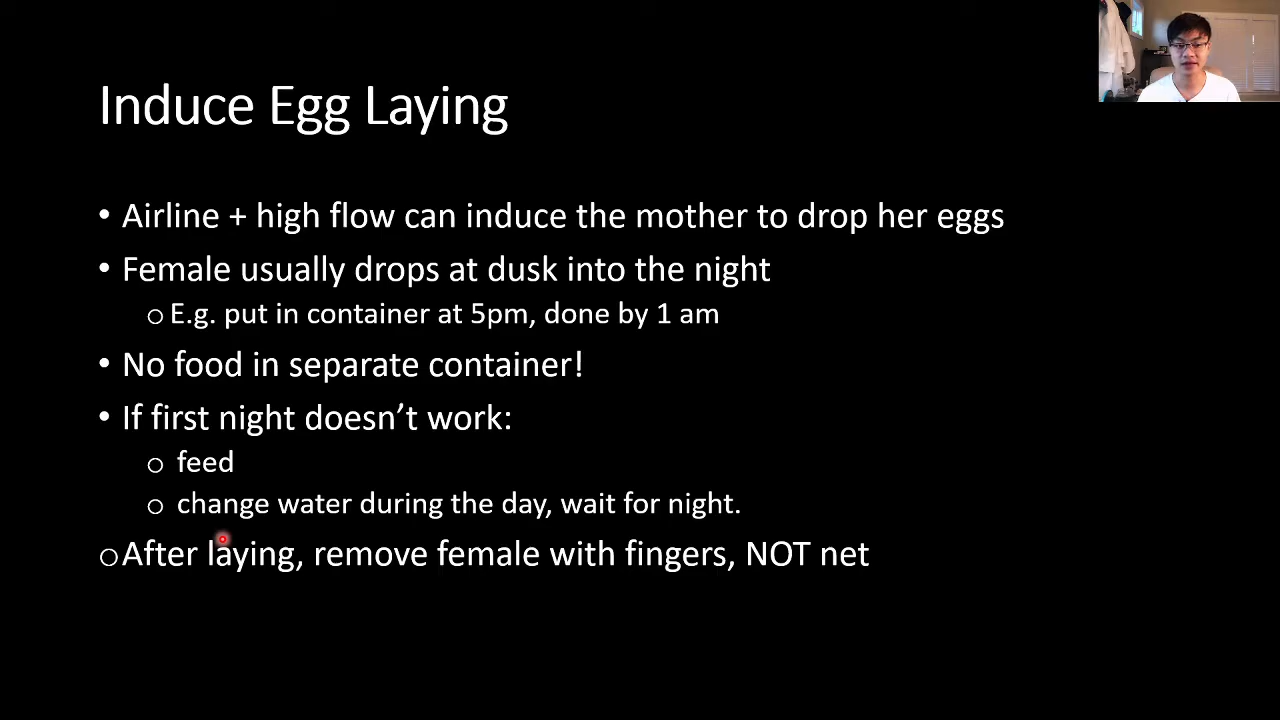 Induce Egg Laying
• Airline + high flow can induce the mother to drop her eggs
• Female usually drops at dusk into the night
o E.g. put in container at 5pm, done by 1 am
• No food in separate container!
• If first night doesn’t work:
o feed
o change water during the day, wait for night.
o After laying, remove female with fingers, NOT net